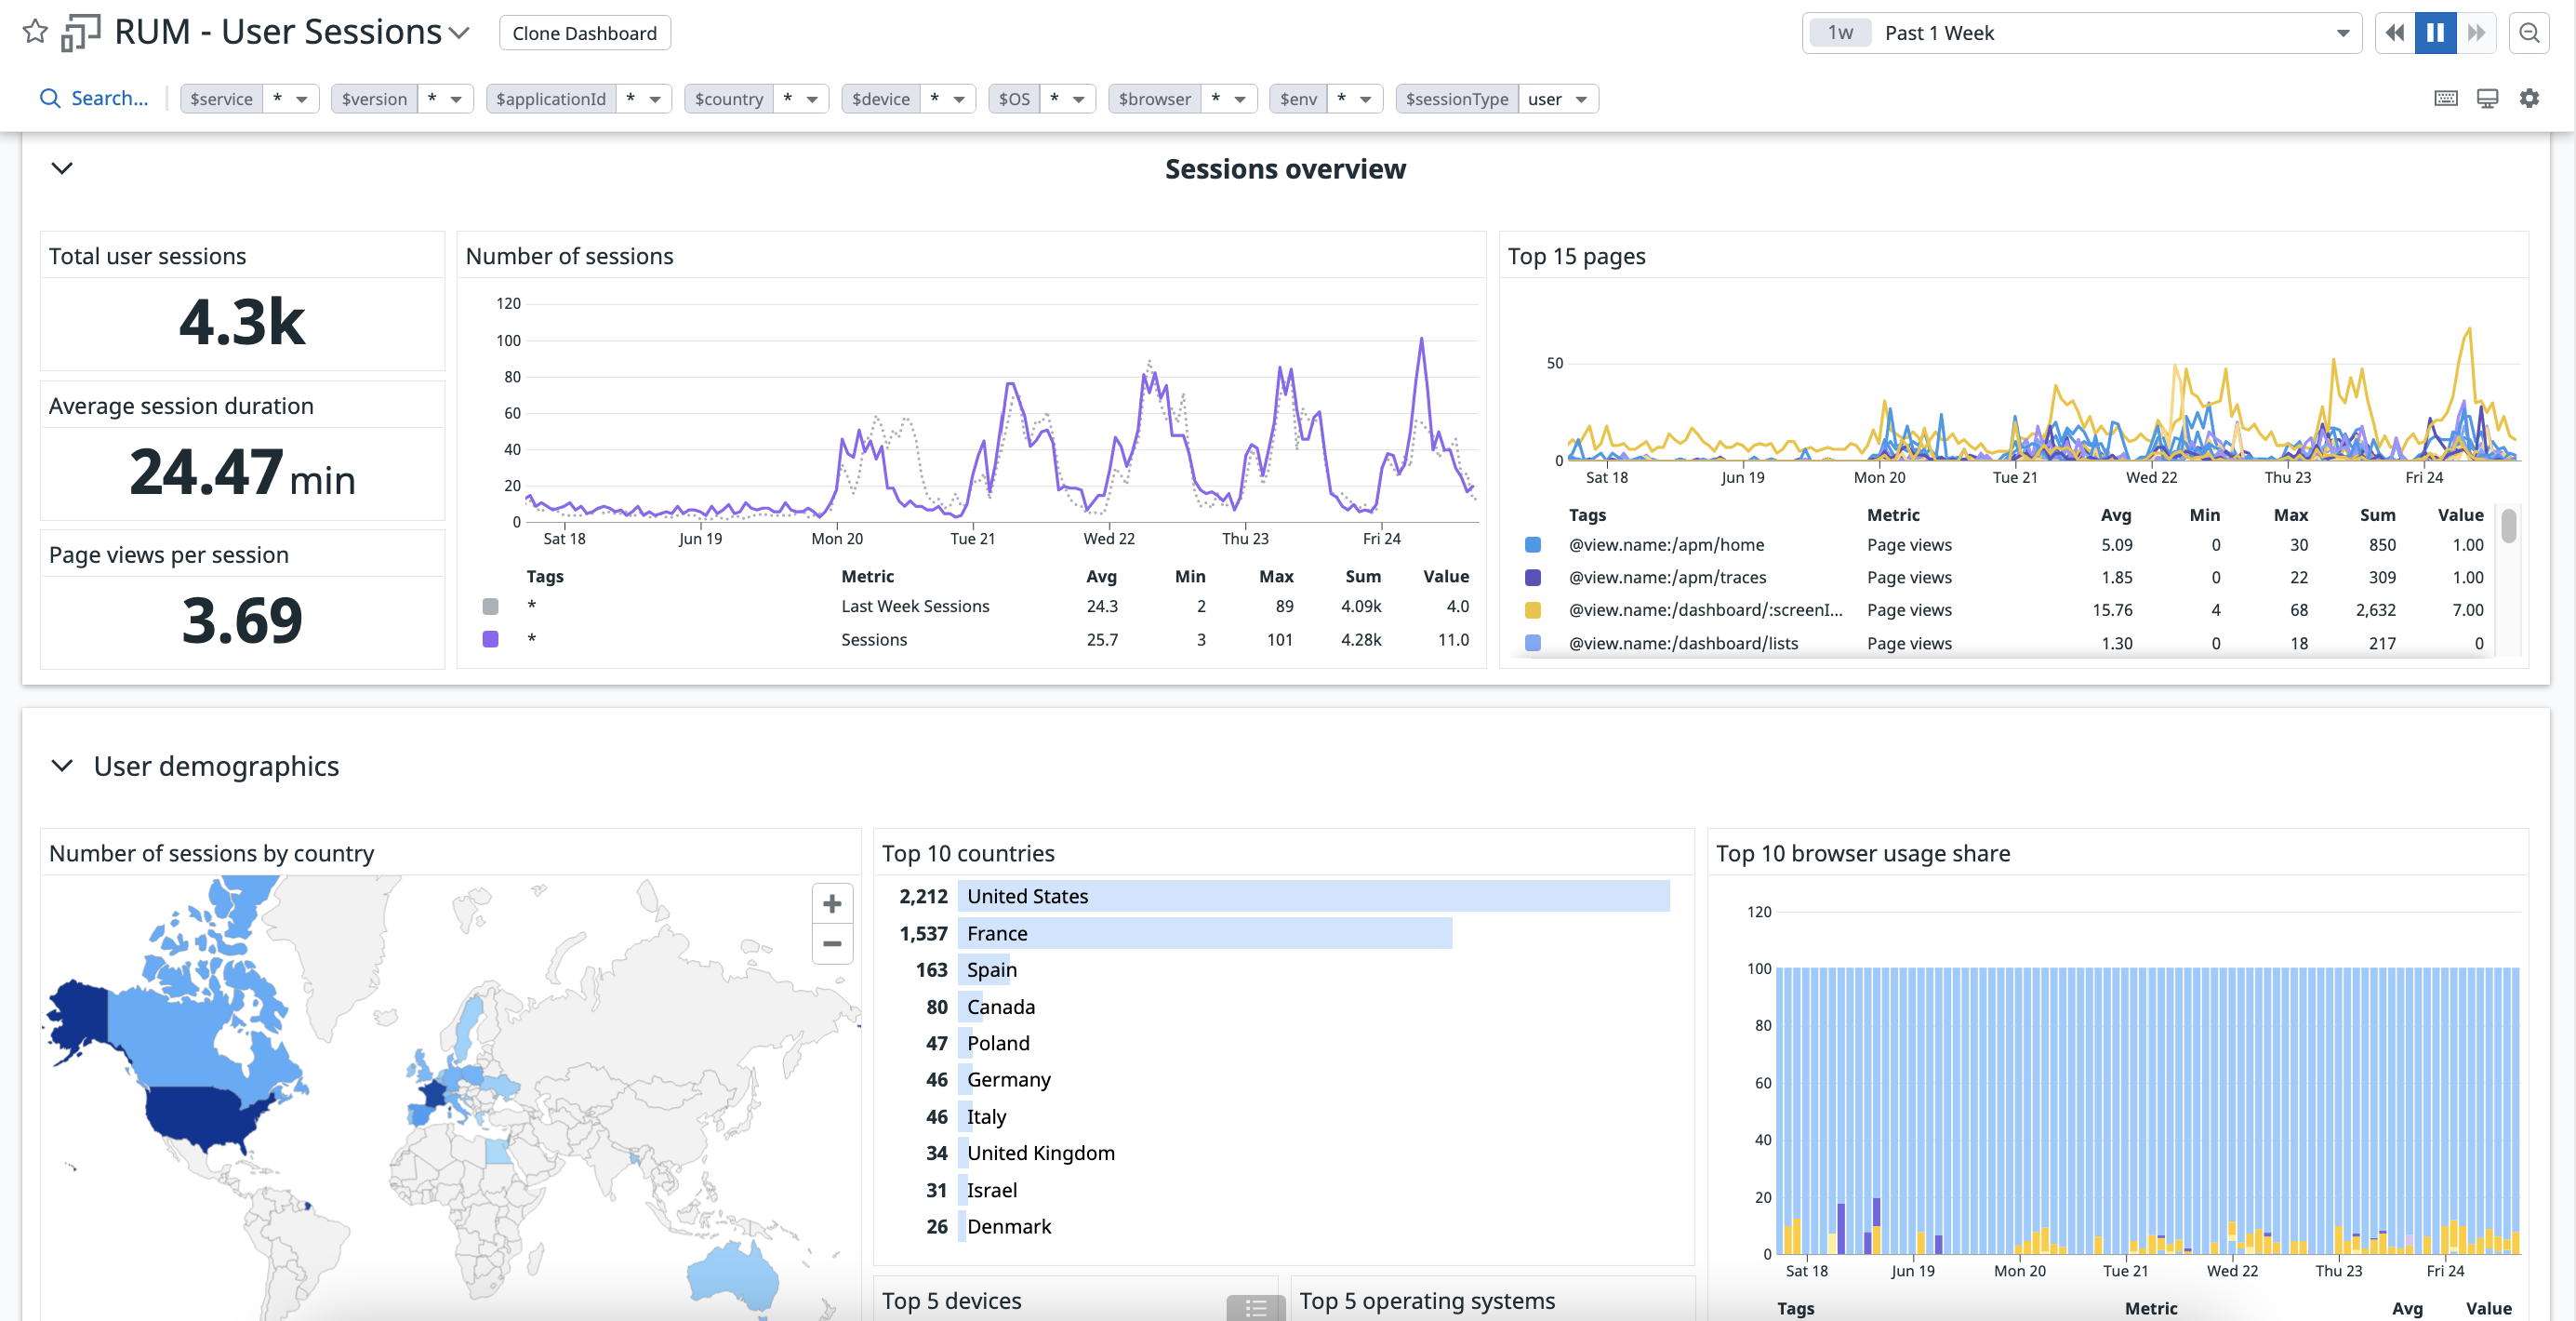 RUM - User Sessions
Clone Dashboard
1w Past 1 Week
Search...
$service *
$version *
$applicationId *
$country *
$device *
$OS *
$browser *
$env *
$sessionType user
Sessions overview
Total user sessions
4.3k
Average session duration
24.47 min
Page views per session
3.69
Number of sessions
120
100
80
60
40
20
0
Sat 18 Jun 19 Mon 20 Tue 21 Wed 22 Thu 23 Fri 24
Tags Metric Avg Min Max Sum Value
* Last Week Sessions 24.3 2 89 4.09k 4.0
* Sessions 25.7 3 101 4.28k 11.0
Top 15 pages
50
0
Sat 18 Jun 19 Mon 20 Tue 21 Wed 22 Thu 23 Fri 24
Tags Metric Avg Min Max Sum Value
@view.name:/apm/home Page views 5.09 0 30 850 1.00
@view.name:/apm/traces Page views 1.85 0 22 309 1.00
@view.name:/dashboard/:screenI... Page views 15.76 4 68 2,632 7.00
@view.name:/dashboard/lists Page views 1.30 0 18 217 0
User demographics
Number of sessions by country
+
−
Top 10 countries
2,212 United States
1,537 France
163 Spain
80 Canada
47 Poland
46 Germany
46 Italy
34 United Kingdom
31 Israel
26 Denmark
Top 5 devices
Top 5 operating systems
Top 10 browser usage share
120
100
80
60
40
20
0
Sat 18 Jun 19 Mon 20 Tue 21 Wed 22 Thu 23 Fri 24
Tags Metric Avg Value